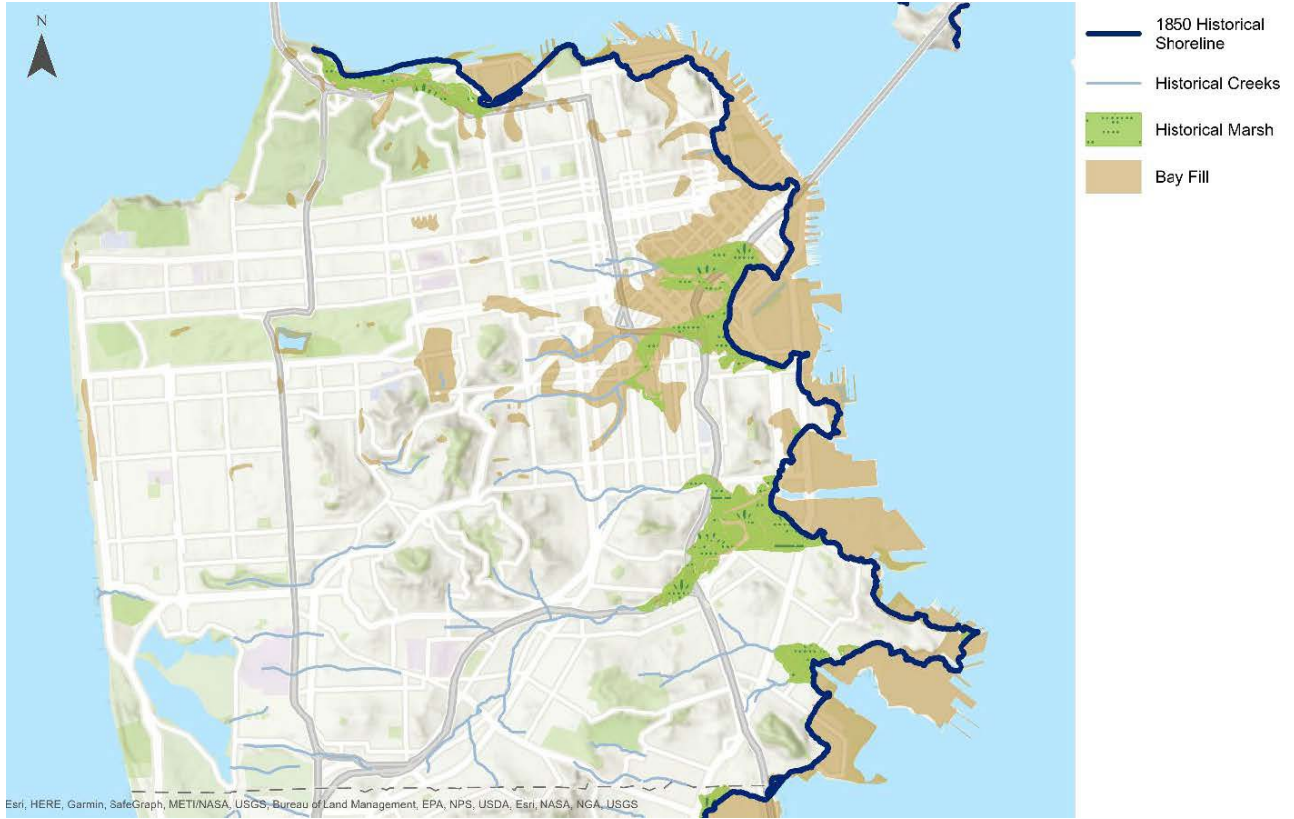 N
1850 Historical
Shoreline
Historical Creeks
Historical Marsh
Bay Fill
Esri, HERE, Garmin, SafeGraph, METI/NASA, USGS, Bureau of Land Management, EPA, NPS, USDA, Esri, NASA, NGA, USGS